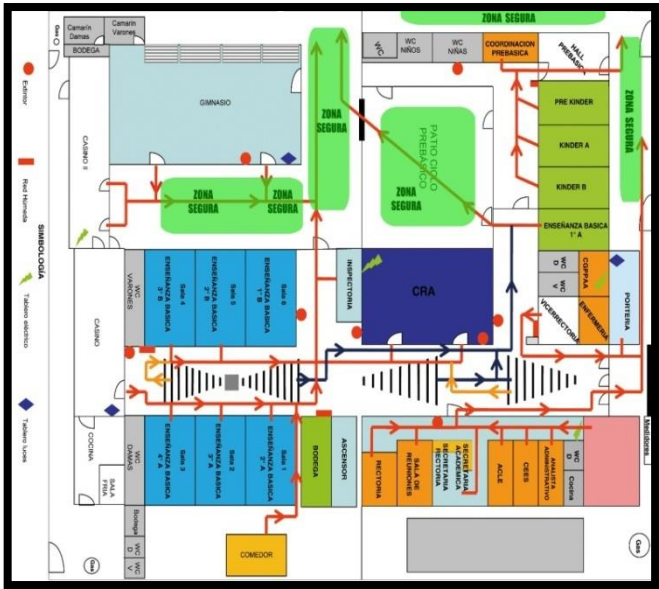 Camarín
Damas
Camarín
Varones
BODEGA
Gas
GIMNASIO
CASINO II
ZONA
SEGURA
ZONA
SEGURA
ZONA
SEGURA
ZONA SEGURA
WC
WC
NIÑOS
WC
NIÑAS
COORDINACION
PREBASICA
HALL
PREBASICA
ZONA
SEGURA
PATIO CICLO
PREBASICO
ZONA
SEGURA
PRE KINDER
KINDER A
KINDER B
ENSEÑANZA BASICA
1° A
SIMBOLOGÍA
Extintor
Red Humeda
Tablero eléctrico
Tablero luces
WC
VARONES
ENSEÑANZA BASICA
3° B
Sala 4
ENSEÑANZA BASICA
2° B
Sala 5
ENSEÑANZA BASICA
1° B
Sala 6
INSPECTORIA
CRA
WC
D
WC
V
CGPPAA
ENFERMERIA
VICERRECTORIA
PORTERIA
CASINO
COCINA
SALA
FRIA
WC
DAMAS
ENSEÑANZA BASICA
4° A
Sala 3
ENSEÑANZA BASICA
3° A
Sala 2
ENSEÑANZA BASICA
2° A
Sala 1
BODEGA
ASCENSOR
RECTORIA
SALA DE
REUNIONES
SECRETARIA
RECTORIA
SECRETARIA
ACADEMICA
ACLE
CEES
ANALISTA
ADMINISTRATIVO
WC
D
Cocina
Medidores
Bodega
WC
D
WC
V
COMEDOR
Gas
Gas